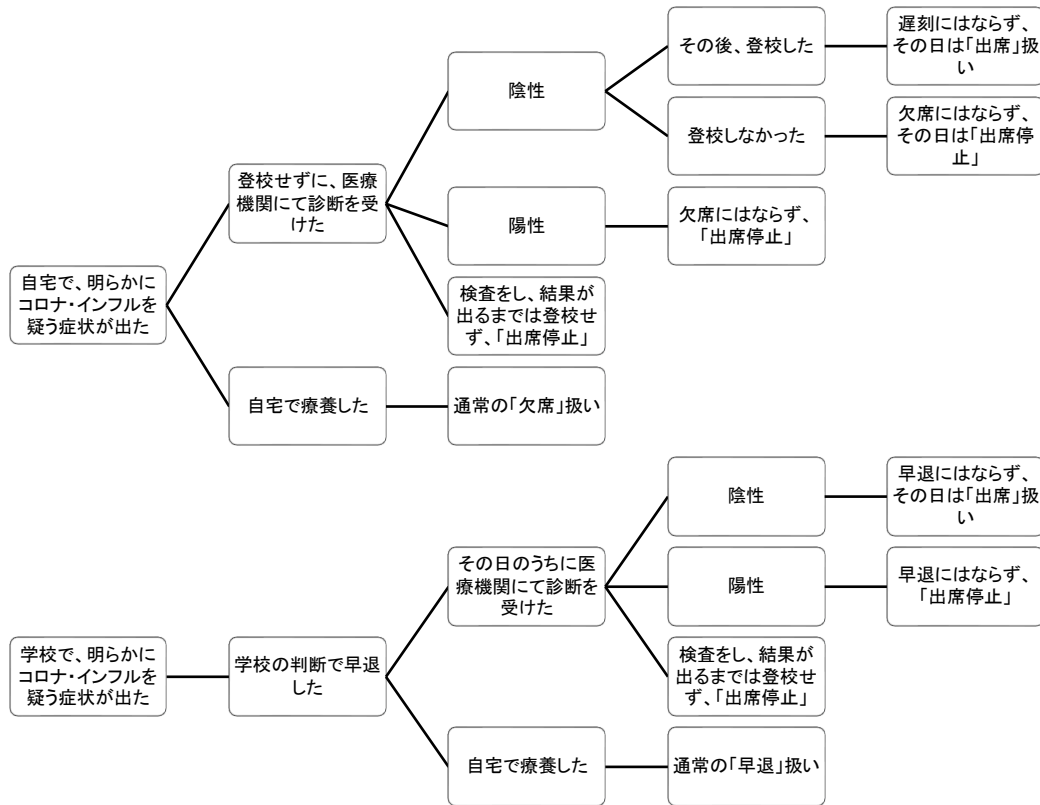 自宅で、明らかに
コロナ・インフルを
疑う症状が出た
登校せずに、医療
機関にて診断を受
けた
陰性
その後、登校した
遅刻にはならず、
その日は「出席」扱
い
登校しなかった
欠席にはならず、
その日は「出席停
止」
陽性
欠席にはならず、
「出席停止」
検査をし、結果が
出るまでは登校せ
ず、「出席停止」
自宅で療養した
通常の「欠席」扱い
学校で、明らかに
コロナ・インフルを
疑う症状が出た
学校の判断で早退
した
その日のうちに医
療機関にて診断を
受けた
陰性
早退にはならず、
その日は「出席」扱
い
陽性
早退にはならず、
「出席停止」
検査をし、結果が
出るまでは登校せ
ず、「出席停止」
自宅で療養した
通常の「早退」扱い